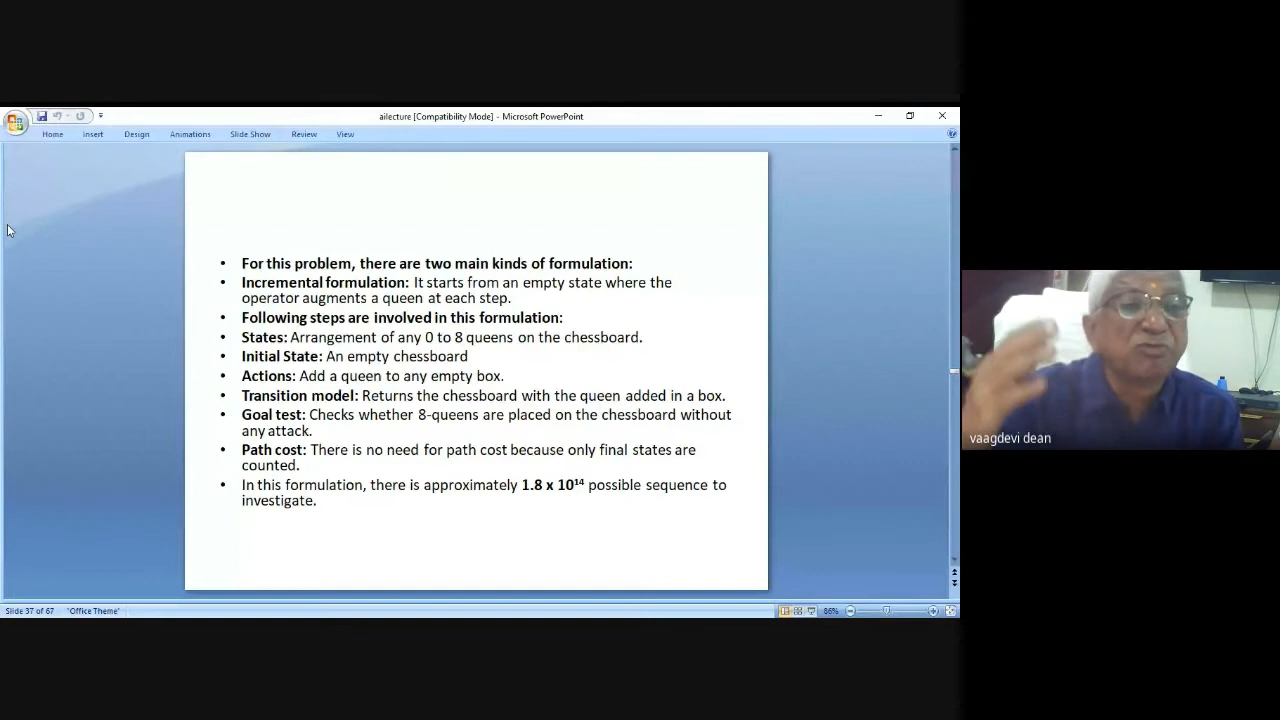 ailecture [Compatibility Mode] - Microsoft PowerPoint
Home Insert Design Animations Slide Show Review View
• For this problem, there are two main kinds of formulation:
• Incremental formulation: It starts from an empty state where the
operator augments a queen at each step.
• Following steps are involved in this formulation:
• States: Arrangement of any 0 to 8 queens on the chessboard.
• Initial State: An empty chessboard
• Actions: Add a queen to any empty box.
• Transition model: Returns the chessboard with the queen added in a box.
• Goal test: Checks whether 8-queens are placed on the chessboard without
any attack.
• Path cost: There is no need for path cost because only final states are
counted.
• In this formulation, there is approximately 1.8 x 10¹⁴ possible sequence to
investigate.
vaagdevi dean
Slide 37 of 67 "Office Theme" 86%